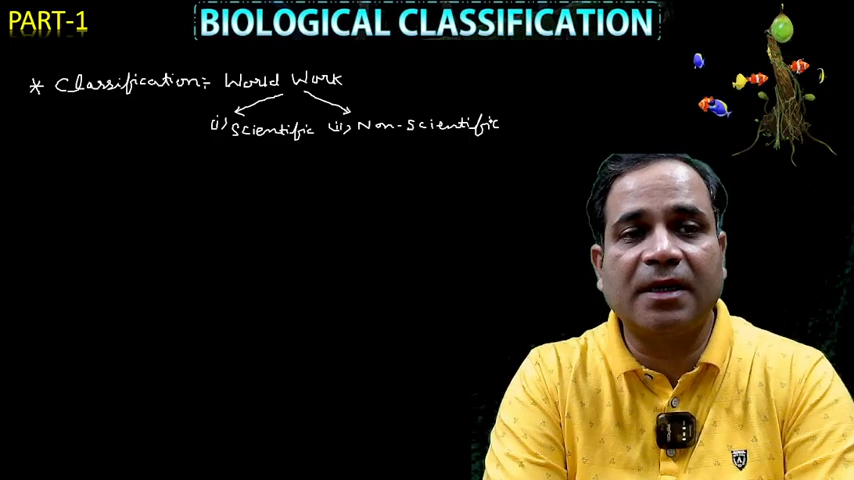 PART-1
BIOLOGICAL CLASSIFICATION
* Classification:- World Work
(i) Scientific (ii) Non-Scientific